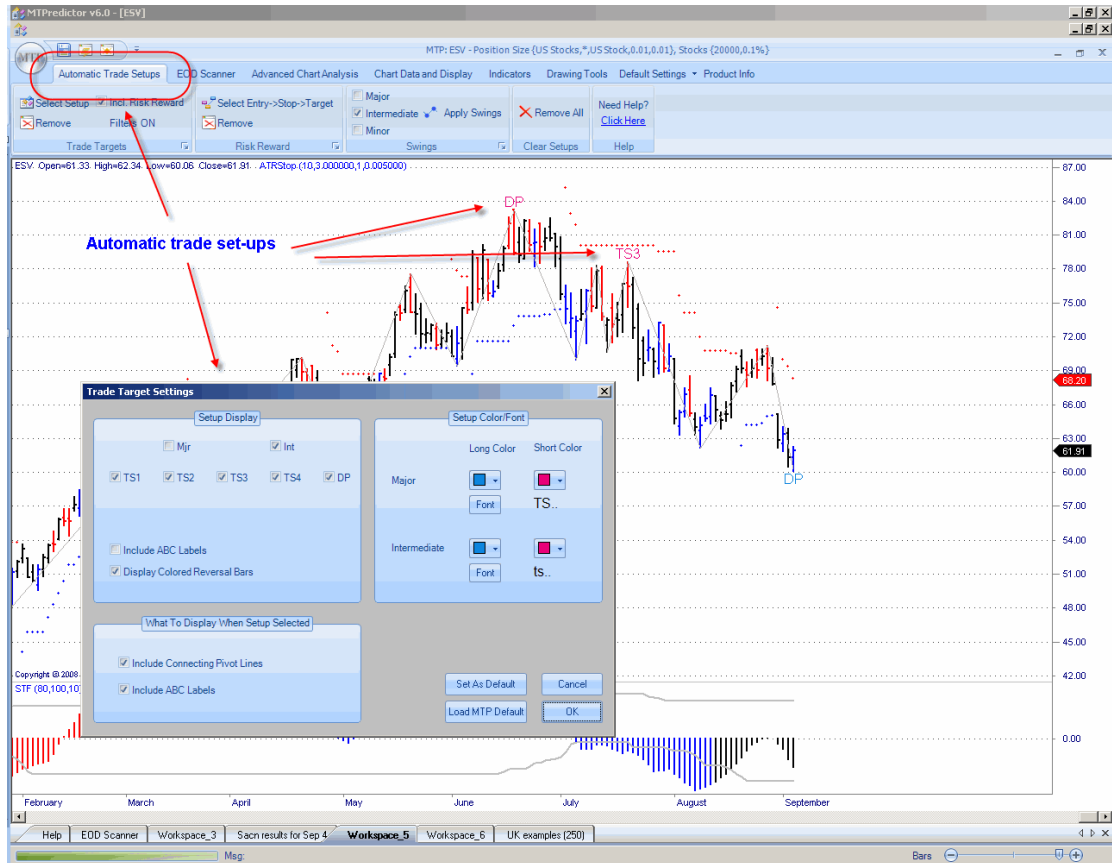 MTPredictor v6.0 - [ESV]
MTP: ESV - Position Size {US Stocks,*,US Stock,0.01,0.01}, Stocks {20000,0.1%}
MTP
Automatic Trade Setups EOD Scanner Advanced Chart Analysis Chart Data and Display Indicators Drawing Tools Default Settings Product Info
Select Setup Incl. Risk Reward Select Entry->Stop->Target Major Need Help?
Intermediate Apply Swings Remove All Click Here
Remove Filters ON Remove Minor
Trade Targets Risk Reward Swings Clear Setups Help
ESV Open=61.33 High=62.34 Low=60.06 Close=61.91 ATRStop (10,3.000000,1,0.005000)
87.00
84.00
DP
81.00
Automatic trade set-ups
TS3
78.00
75.00
72.00
69.00
68.20
66.00
63.00
61.91
60.00
DP
57.00
54.00
51.00
48.00
45.00
42.00
0.00
Trade Target Settings
Setup Display
Mjr Int
TS1 TS2 TS3 TS4 DP
Include ABC Labels
Display Colored Reversal Bars
What To Display When Setup Selected
Include Connecting Pivot Lines
Include ABC Labels
Setup Color/Font
Long Color Short Color
Major
Font TS..
Intermediate
Font ts..
Set As Default Cancel
Load MTP Default OK
Copyright © 2008
STF (80,100,10)
February March April May June July August September
Help EOD Scanner Workspace_3 Sacn results for Sep 4 Workspace_5 Workspace_6 UK examples (250)
Msg: Bars